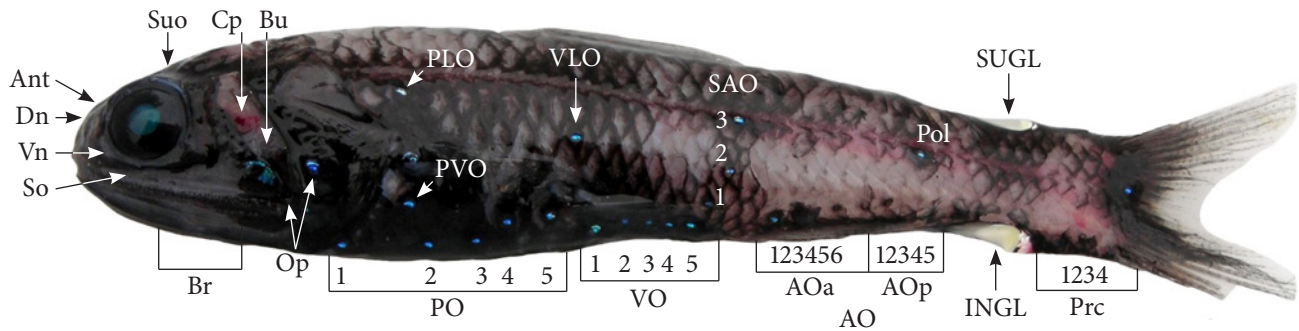 Suo Cp Bu
PLO VLO SAO SUGL
Ant
Dn
Vn
So
3
2
1
Pol
PVO
Op
Br
1 2 3 4 5
PO
1 2 3 4 5
VO
123456
AOa
12345
AOp
AO
INGL
1234
Prc